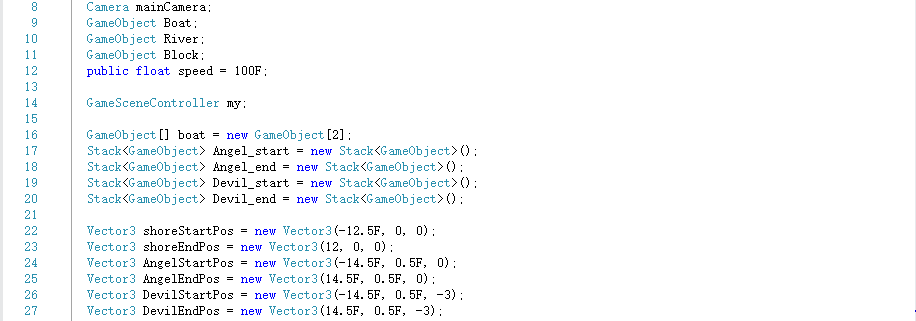 8 Camera mainCamera;
9 GameObject Boat;
10 GameObject River;
11 GameObject Block;
12 public float speed = 100F;
13
14 GameSceneController my;
15
16 GameObject[] boat = new GameObject[2];
17 Stack<GameObject> Angel_start = new Stack<GameObject>();
18 Stack<GameObject> Angel_end = new Stack<GameObject>();
19 Stack<GameObject> Devil_start = new Stack<GameObject>();
20 Stack<GameObject> Devil_end = new Stack<GameObject>();
21
22 Vector3 shoreStartPos = new Vector3(-12.5F, 0, 0);
23 Vector3 shoreEndPos = new Vector3(12, 0, 0);
24 Vector3 AngelStartPos = new Vector3(-14.5F, 0.5F, 0);
25 Vector3 AngelEndPos = new Vector3(14.5F, 0.5F, 0);
26 Vector3 DevilStartPos = new Vector3(-14.5F, 0.5F, -3);
27 Vector3 DevilEndPos = new Vector3(14.5F, 0.5F, -3);